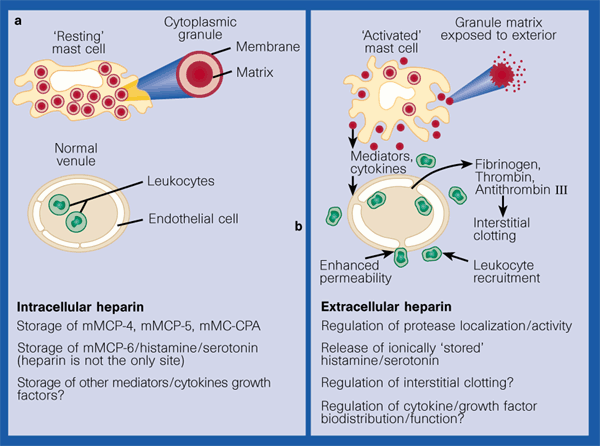 a
'Resting'
mast cell
Cytoplasmic
granule
Membrane
Matrix
Normal
venule
Leukocytes
Endothelial cell
Intracellular heparin
Storage of mMCP-4, mMCP-5, mMC-CPA
Storage of mMCP-6/histamine/serotonin
(heparin is not the only site)
Storage of other mediators/cytokines growth
factors?
b
'Activated'
mast cell
Granule matrix
exposed to exterior
Mediators,
cytokines
Fibrinogen,
Thrombin,
Antithrombin III
Interstitial
clotting
Enhanced
permeability
Leukocyte
recruitment
Extracellular heparin
Regulation of protease localization/activity
Release of ionically 'stored'
histamine/serotonin
Regulation of interstitial clotting?
Regulation of cytokine/growth factor
biodistribution/function?